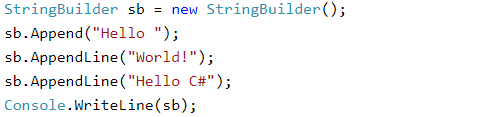 StringBuilder sb = new StringBuilder();
sb.Append("Hello ");
sb.AppendLine("World!");
sb.AppendLine("Hello C#");
Console.WriteLine(sb);